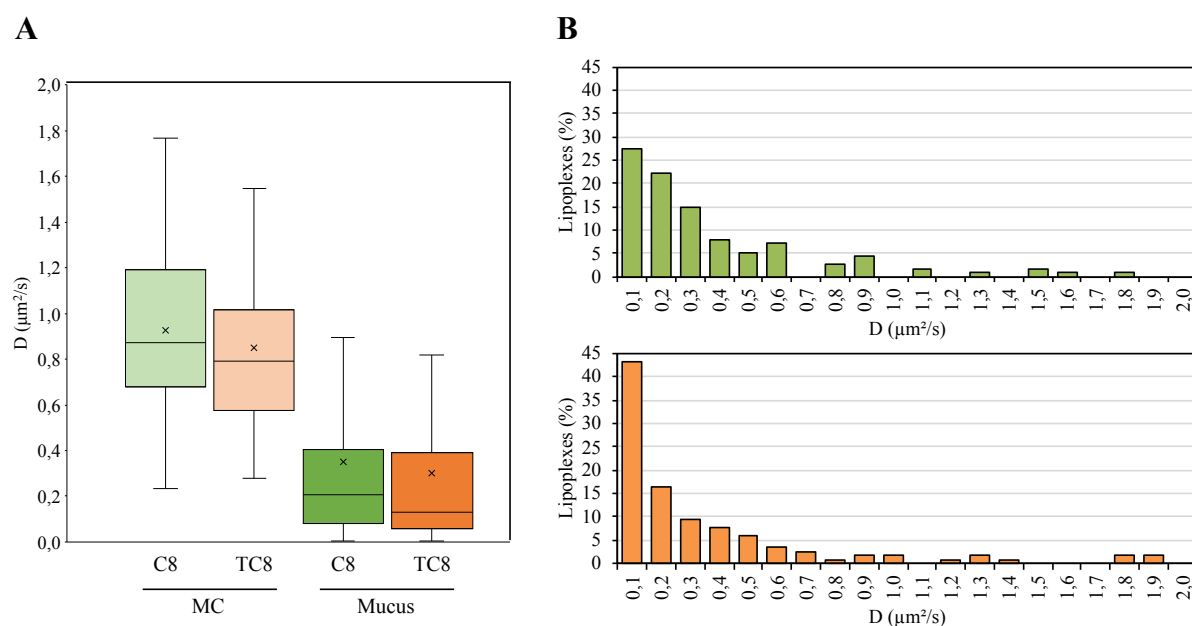 A
2,0
1,8
1,6
1,4
1,2
1,0
0,8
0,6
0,4
0,2
0,0
D (µm²/s)
C8 TC8 C8 TC8
MC Mucus
B
45
40
35
30
25
20
15
10
5
0
Lipoplexes (%)
0,1 0,2 0,3 0,4 0,5 0,6 0,7 0,8 0,9 1,0 1,1 1,2 1,3 1,4 1,5 1,6 1,7 1,8 1,9 2,0
D (µm²/s)
45
40
35
30
25
20
15
10
5
0
Lipoplexes (%)
0,1 0,2 0,3 0,4 0,5 0,6 0,7 0,8 0,9 1,0 1,1 1,2 1,3 1,4 1,5 1,6 1,7 1,8 1,9 2,0
D (µm²/s)